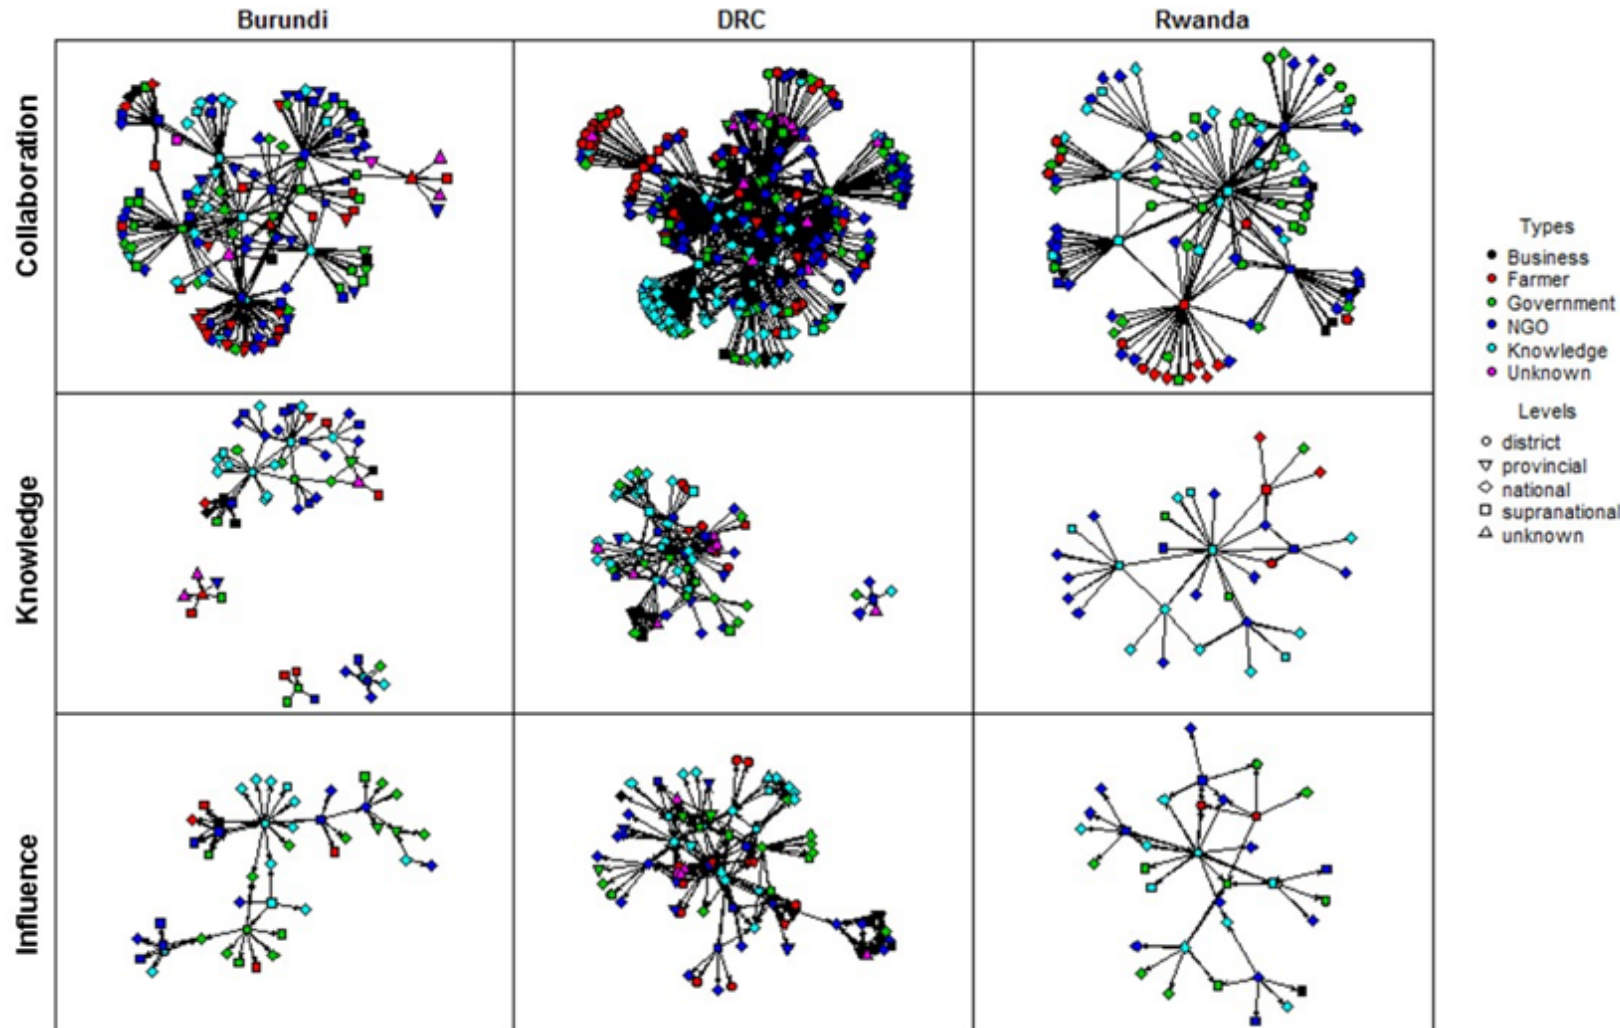 Burundi DRC Rwanda
Collaboration
Knowledge
Influence
Types
Business
Farmer
Government
NGO
Knowledge
Unknown
Levels
district
provincial
national
supranational
unknown